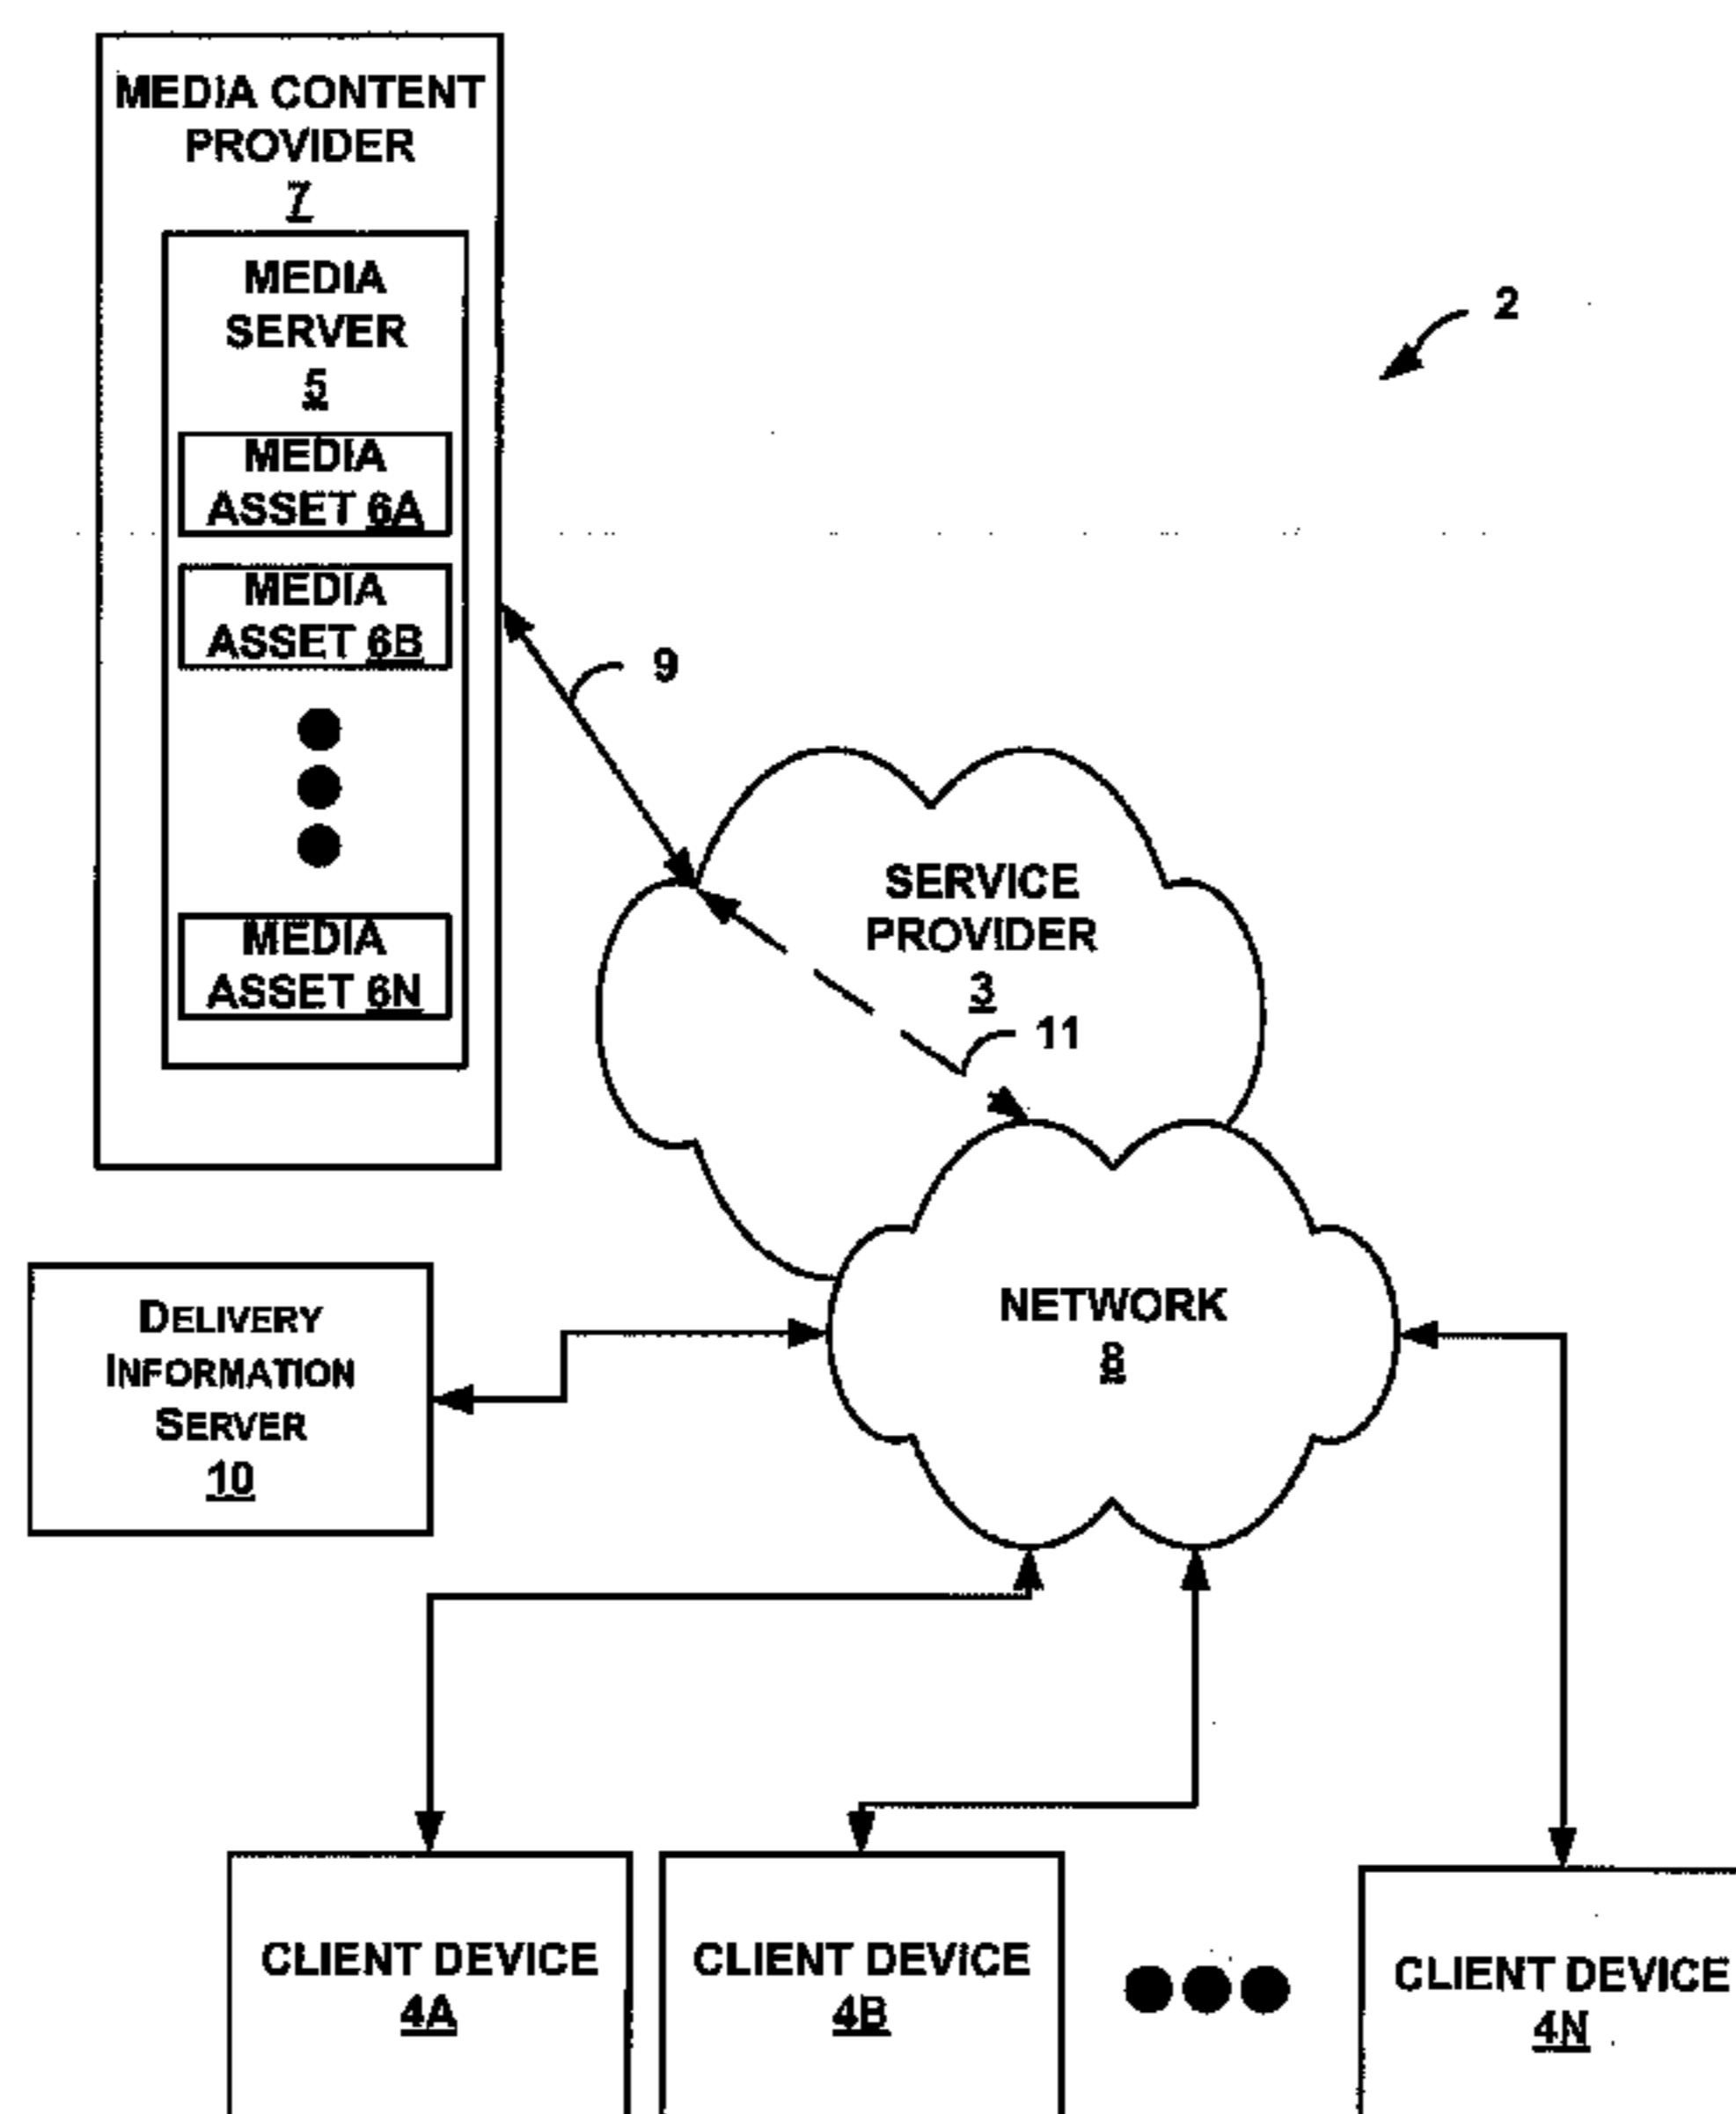 MEDIA CONTENT
PROVIDER
7
MEDIA
SERVER
5
MEDIA
ASSET 6A
MEDIA
ASSET 6B
MEDIA
ASSET 6N
2
9
SERVICE
PROVIDER
3
11
NETWORK
8
DELIVERY
INFORMATION
SERVER
10
CLIENT DEVICE
4A
CLIENT DEVICE
4B
CLIENT DEVICE
4N